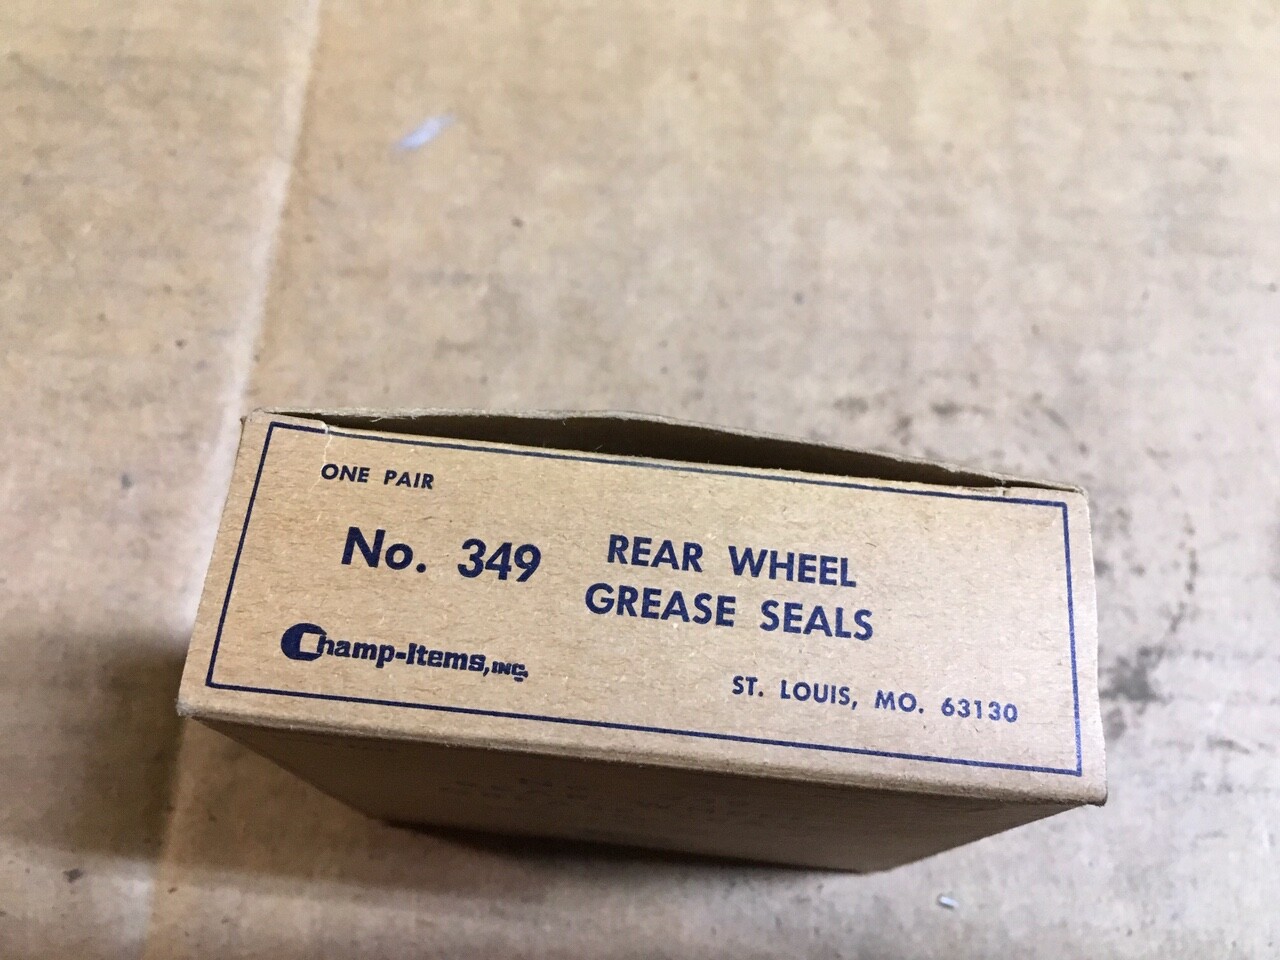 ONE PAIR
No. 349
REAR WHEEL
GREASE SEALS
Champ-Items, INC.
ST. LOUIS, MO. 63130